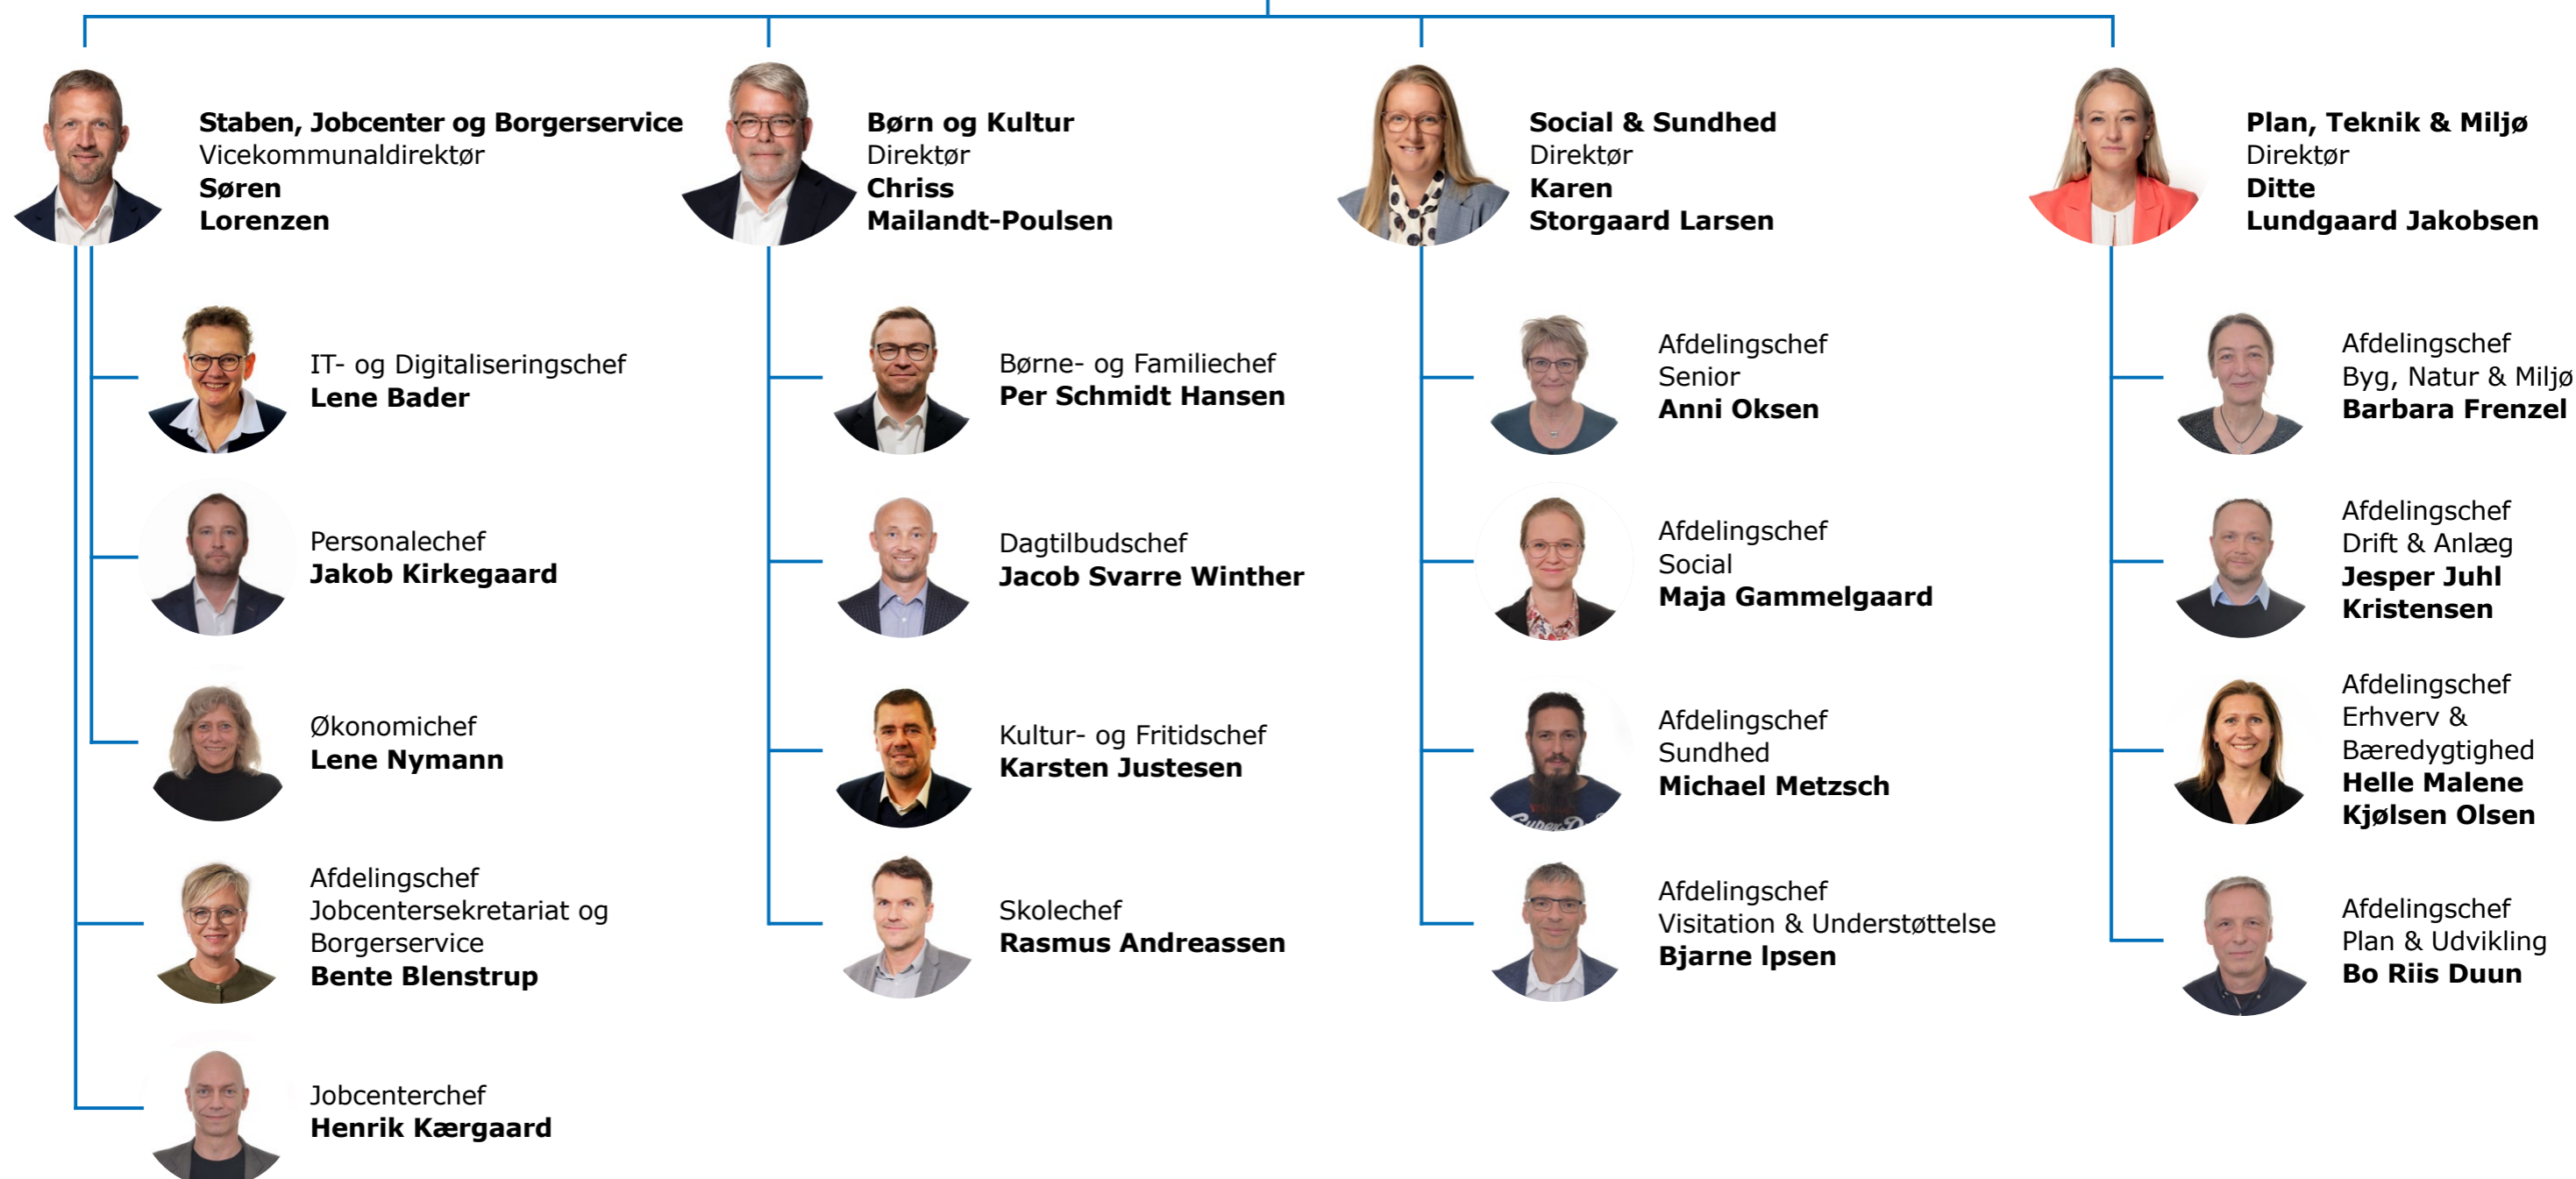 Staben, Jobcenter og Borgerservice
Vicekommunaldirektør
Søren
Lorenzen
IT- og Digitaliseringschef
Lene Bader
Personalechef
Jakob Kirkegaard
Økonomichef
Lene Nymann
Afdelingschef
Jobcentersekretariat og
Borgerservice
Bente Blenstrup
Jobcenterchef
Henrik Kærgaard
Børn og Kultur
Direktør
Chriss
Mailandt-Poulsen
Børne- og Familiechef
Per Schmidt Hansen
Dagtilbudschef
Jacob Svarre Winther
Kultur- og Fritidschef
Karsten Justesen
Skolechef
Rasmus Andreassen
Social & Sundhed
Direktør
Karen
Storgaard Larsen
Afdelingschef
Senior
Anni Oksen
Afdelingschef
Social
Maja Gammelgaard
Afdelingschef
Sundhed
Michael Metzsch
Afdelingschef
Visitation & Understøttelse
Bjarne lpsen
Plan, Teknik & Miljø
Direktør
Ditte
Lundgaard Jakobsen
Afdelingschef
Byg, Natur & Miljø
Barbara Frenzel
Afdelingschef
Drift & Anlæg
Jesper Juhl
Kristensen
Afdelingschef
Erhverv &
Bæredygtighed
Helle Malene
Kjølsen Olsen
Afdelingschef
Plan & Udvikling
Bo Riis Duun